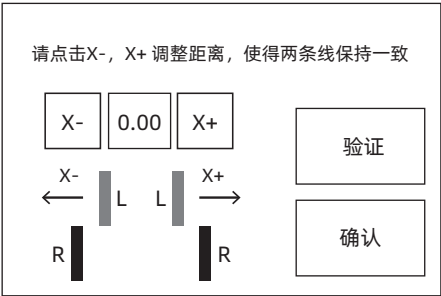 请点击X-，X+ 调整距离，使得两条线保持一致
X- 0.00 X+
验证
X- X+
L L
确认
R R